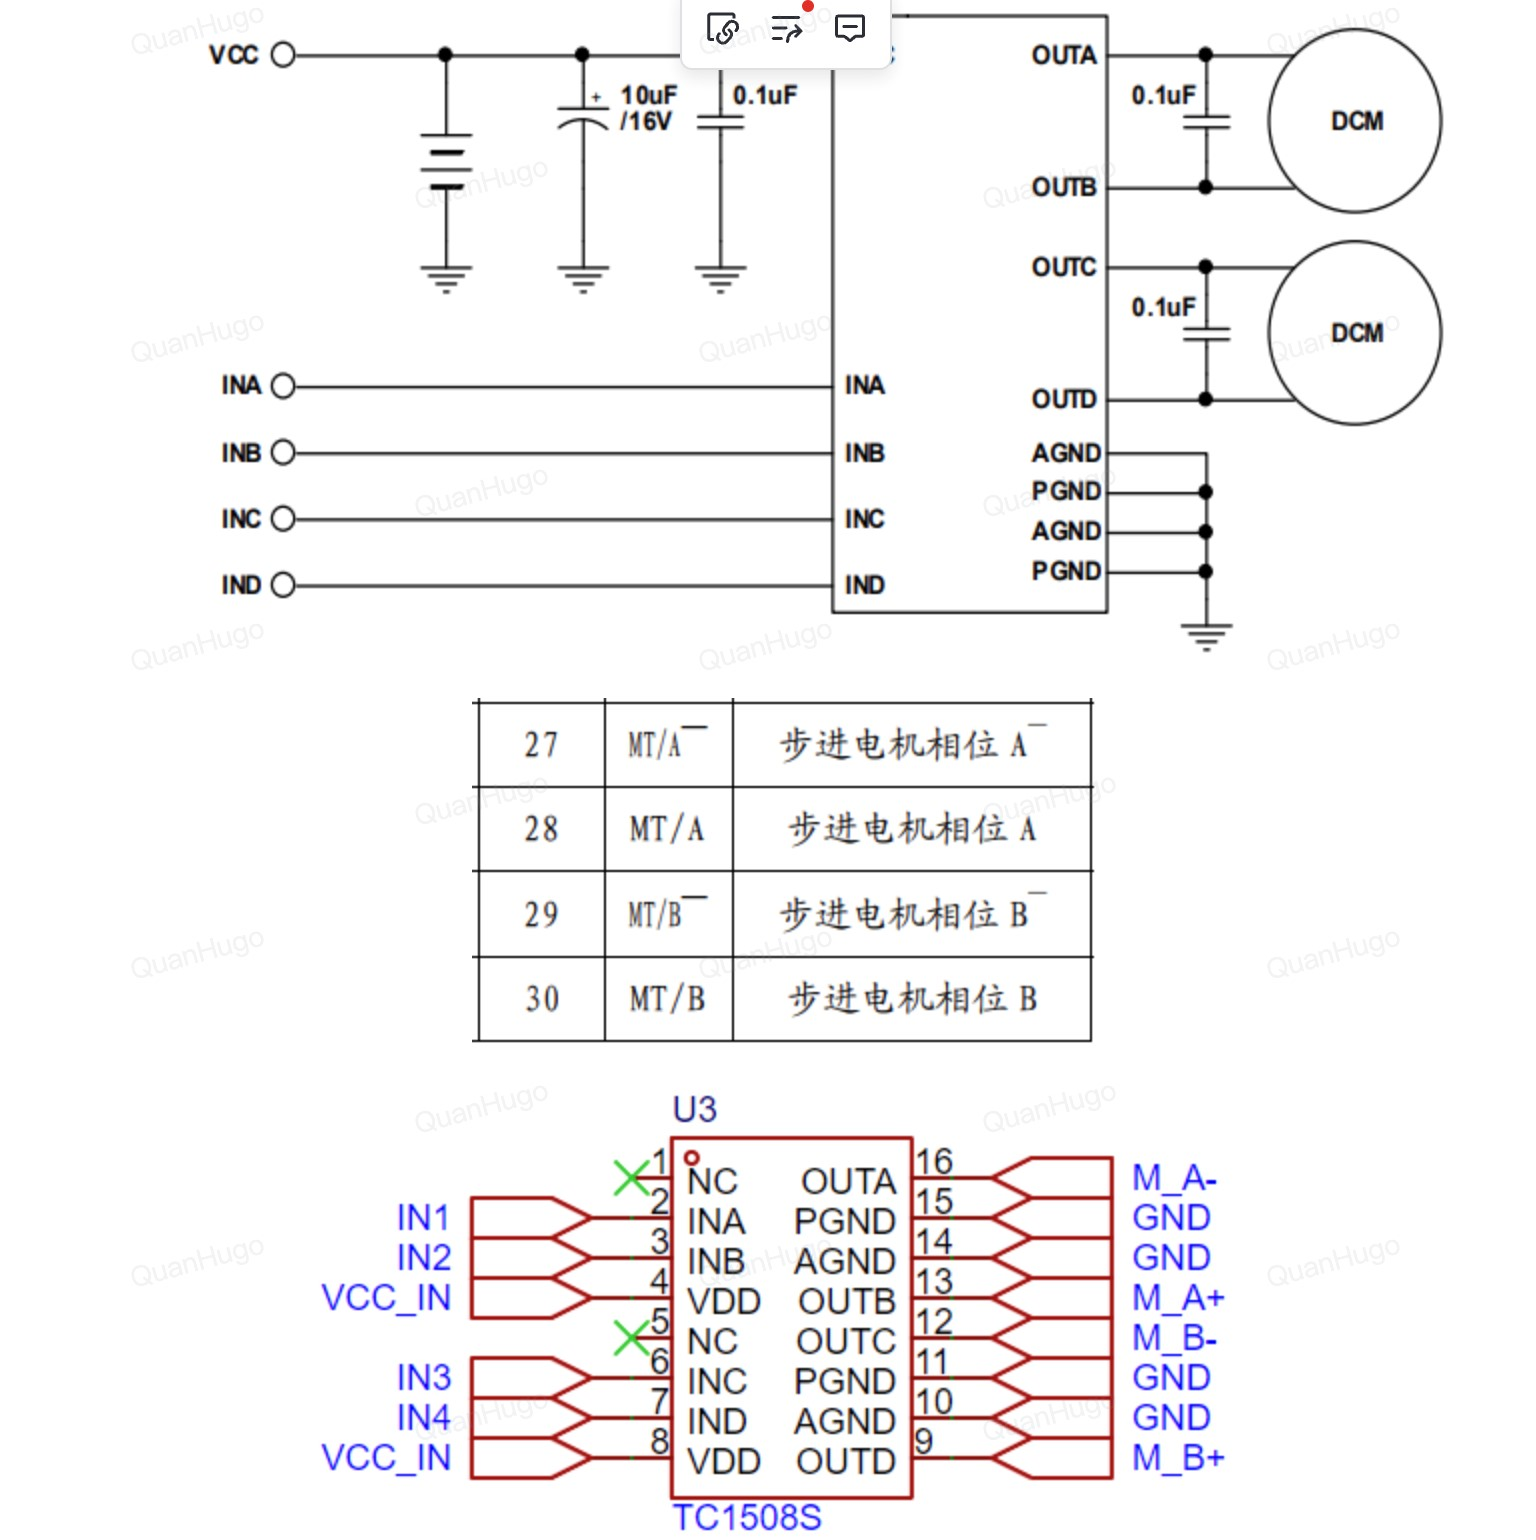 VCC
10uF
/16V
0.1uF
OUTA
0.1uF
DCM
OUTB
OUTC
0.1uF
DCM
OUTD
INA
INA
INB
INB
AGND
PGND
INC
INC
AGND
PGND
IND
IND
27 MT/A¯ 步进电机相位 A¯
28 MT/A 步进电机相位 A
29 MT/B¯ 步进电机相位 B¯
30 MT/B 步进电机相位 B
U3
1 NC OUTA 16 M_A-
IN1 2 INA PGND 15 GND
IN2 3 INB AGND 14 GND
VCC_IN 4 VDD OUTB 13 M_A+
5 NC OUTC 12 M_B-
IN3 6 INC PGND 11 GND
IN4 7 IND AGND 10 GND
VCC_IN 8 VDD OUTD 9 M_B+
TC1508S
QuanHugo